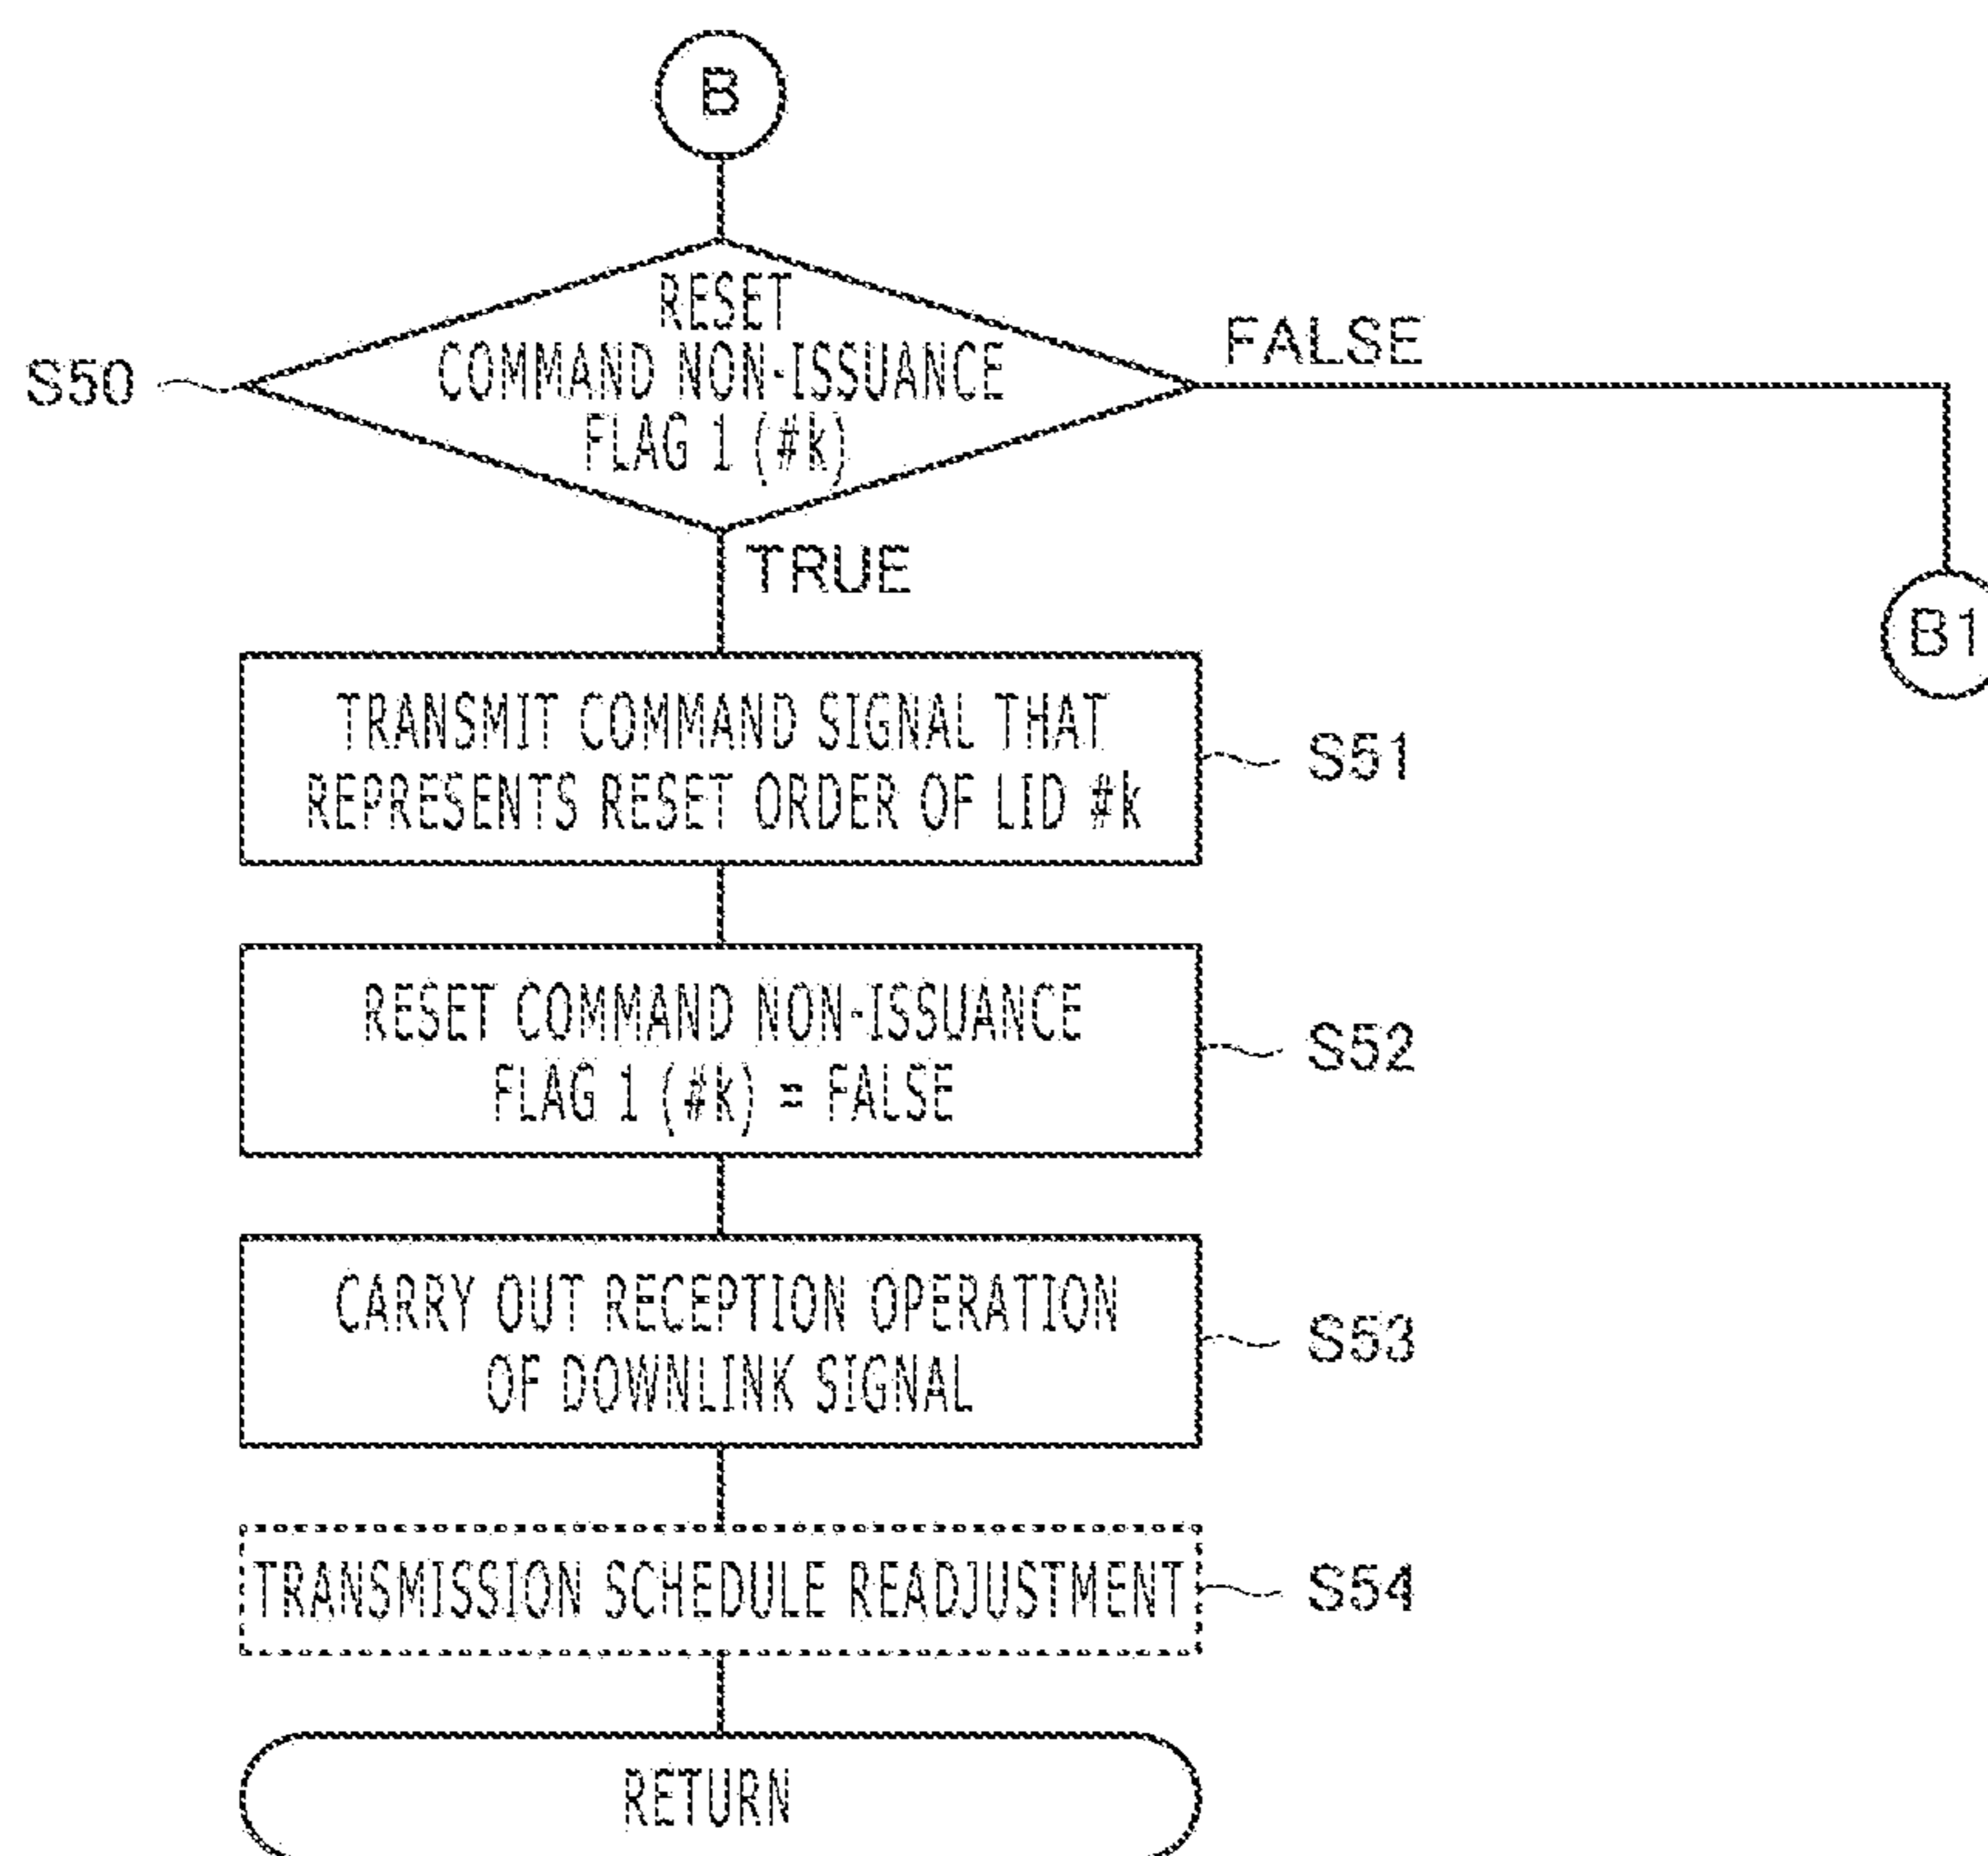 B
RESET
COMMAND NON-ISSUANCE
FLAG 1 (#k)
S50
FALSE
TRUE
B1
TRANSMIT COMMAND SIGNAL THAT
REPRESENTS RESET ORDER OF LID #k
S51
RESET COMMAND NON-ISSUANCE
FLAG 1 (#k) = FALSE
S52
CARRY OUT RECEPTION OPERATION
OF DOWNLINK SIGNAL
S53
TRANSMISSION SCHEDULE READJUSTMENT
S54
RETURN